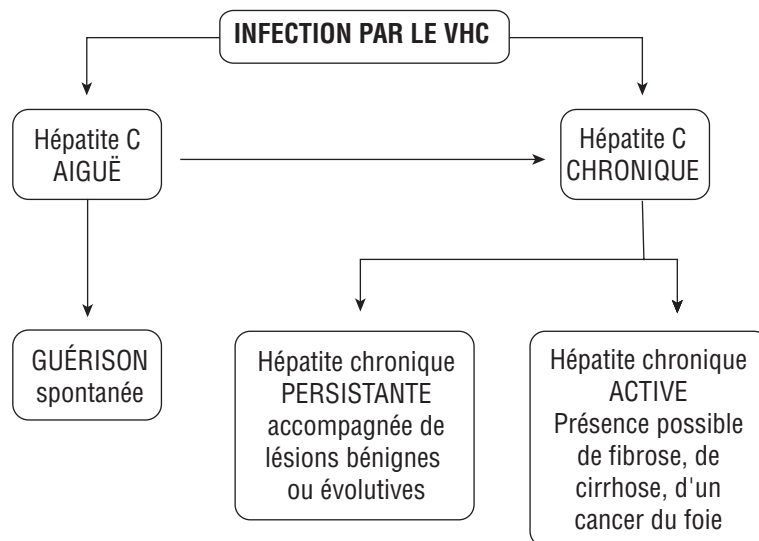 INFECTION PAR LE VHC
Hépatite C
AIGUË
Hépatite C
CHRONIQUE
GUÉRISON
spontanée
Hépatite chronique
PERSISTANTE
accompagnée de
lésions bénignes
ou évolutives
Hépatite chronique
ACTIVE
Présence possible
de fibrose, de
cirrhose, d'un
cancer du foie